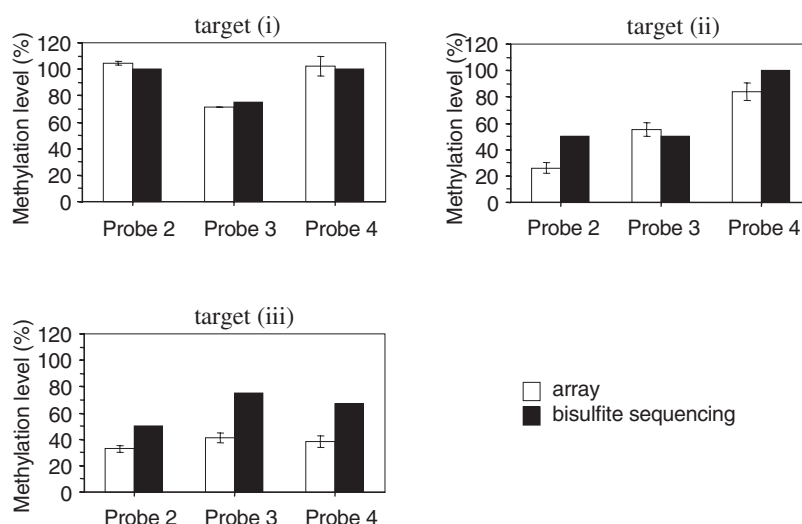 target (i)
Methylation level (%)
120
100
80
60
40
20
0
Probe 2 Probe 3 Probe 4
target (ii)
Methylation level (%)
120
100
80
60
40
20
0
Probe 2 Probe 3 Probe 4
target (iii)
Methylation level (%)
120
100
80
60
40
20
0
Probe 2 Probe 3 Probe 4
array
bisulfite sequencing